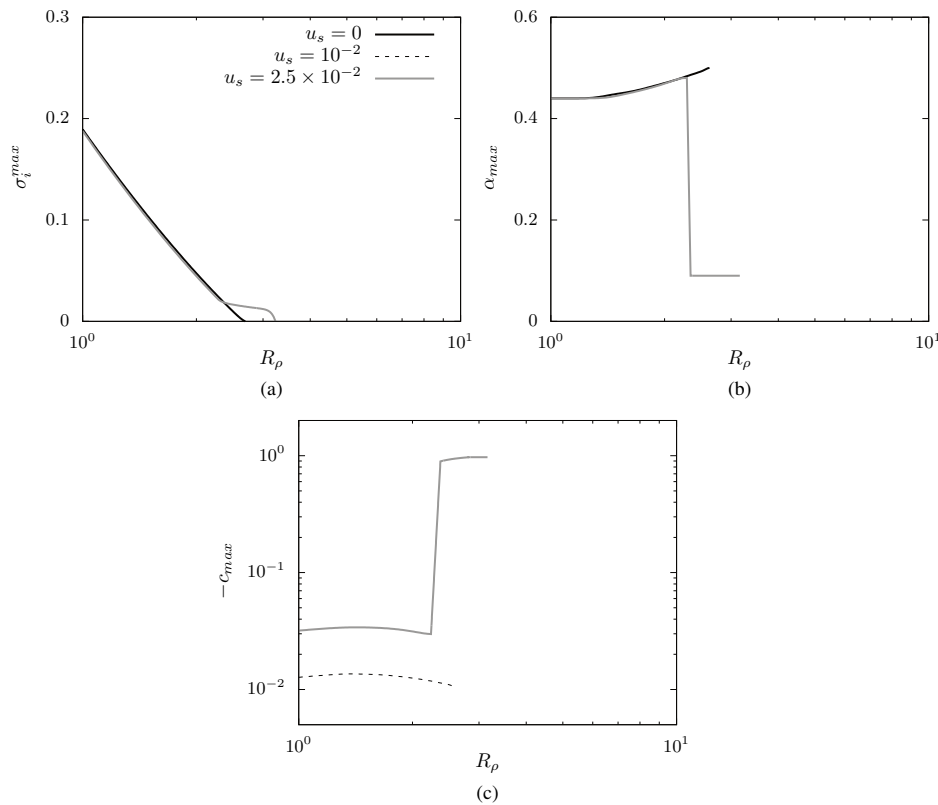 0.3
0.2
0.1
0
σ_i^{max}
u_s = 0
u_s = 10^{-2}
u_s = 2.5 × 10^{-2}
10^0
10^1
R_ρ
(a)
0.6
0.4
0.2
0
α_{max}
10^0
10^1
R_ρ
(b)
10^0
10^{-1}
10^{-2}
−c_{max}
10^0
10^1
R_ρ
(c)